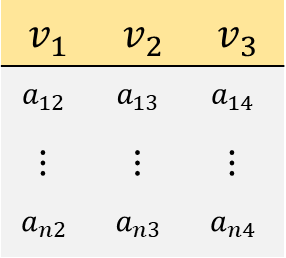 v₁ v₂ v₃
a₁₂ a₁₃ a₁₄
⋮ ⋮ ⋮
aₙ₂ aₙ₃ aₙ₄